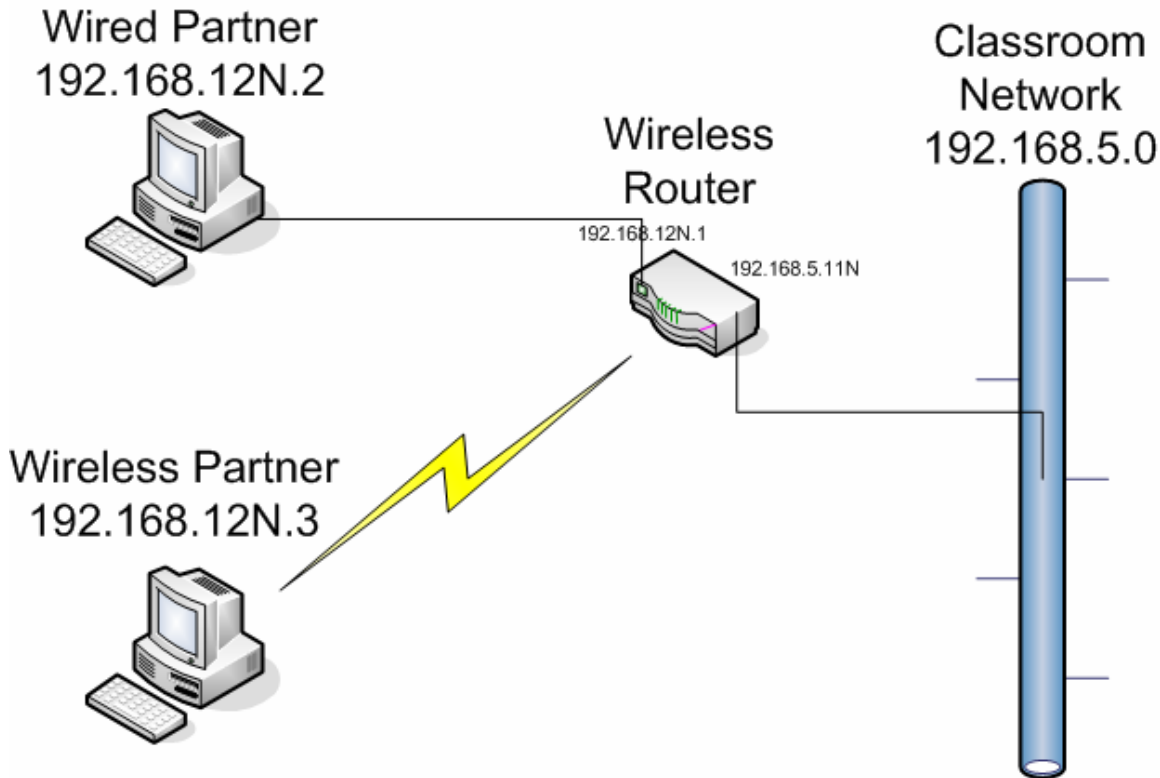 Wired Partner
192.168.12N.2
Classroom
Network
192.168.5.0
Wireless
Router
192.168.12N.1
192.168.5.11N
Wireless Partner
192.168.12N.3